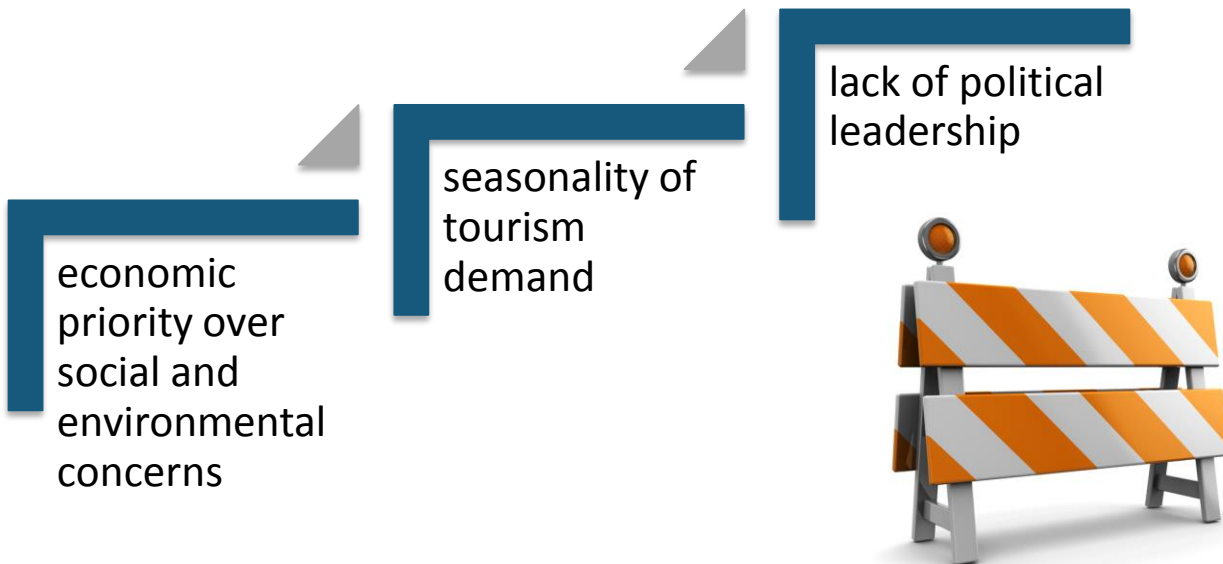 economic
priority over
social and
environmental
concerns
seasonality of
tourism
demand
lack of political
leadership